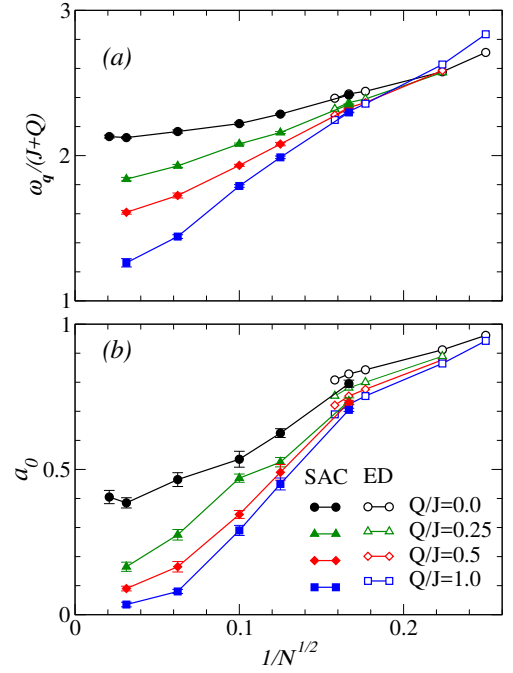 3
(a)
2
ω_q/(J+Q)
1
1
(b)
0.5
a_0
SAC ED
Q/J=0.0
Q/J=0.25
Q/J=0.5
Q/J=1.0
0
0 0.1 0.2
1/N^{1/2}